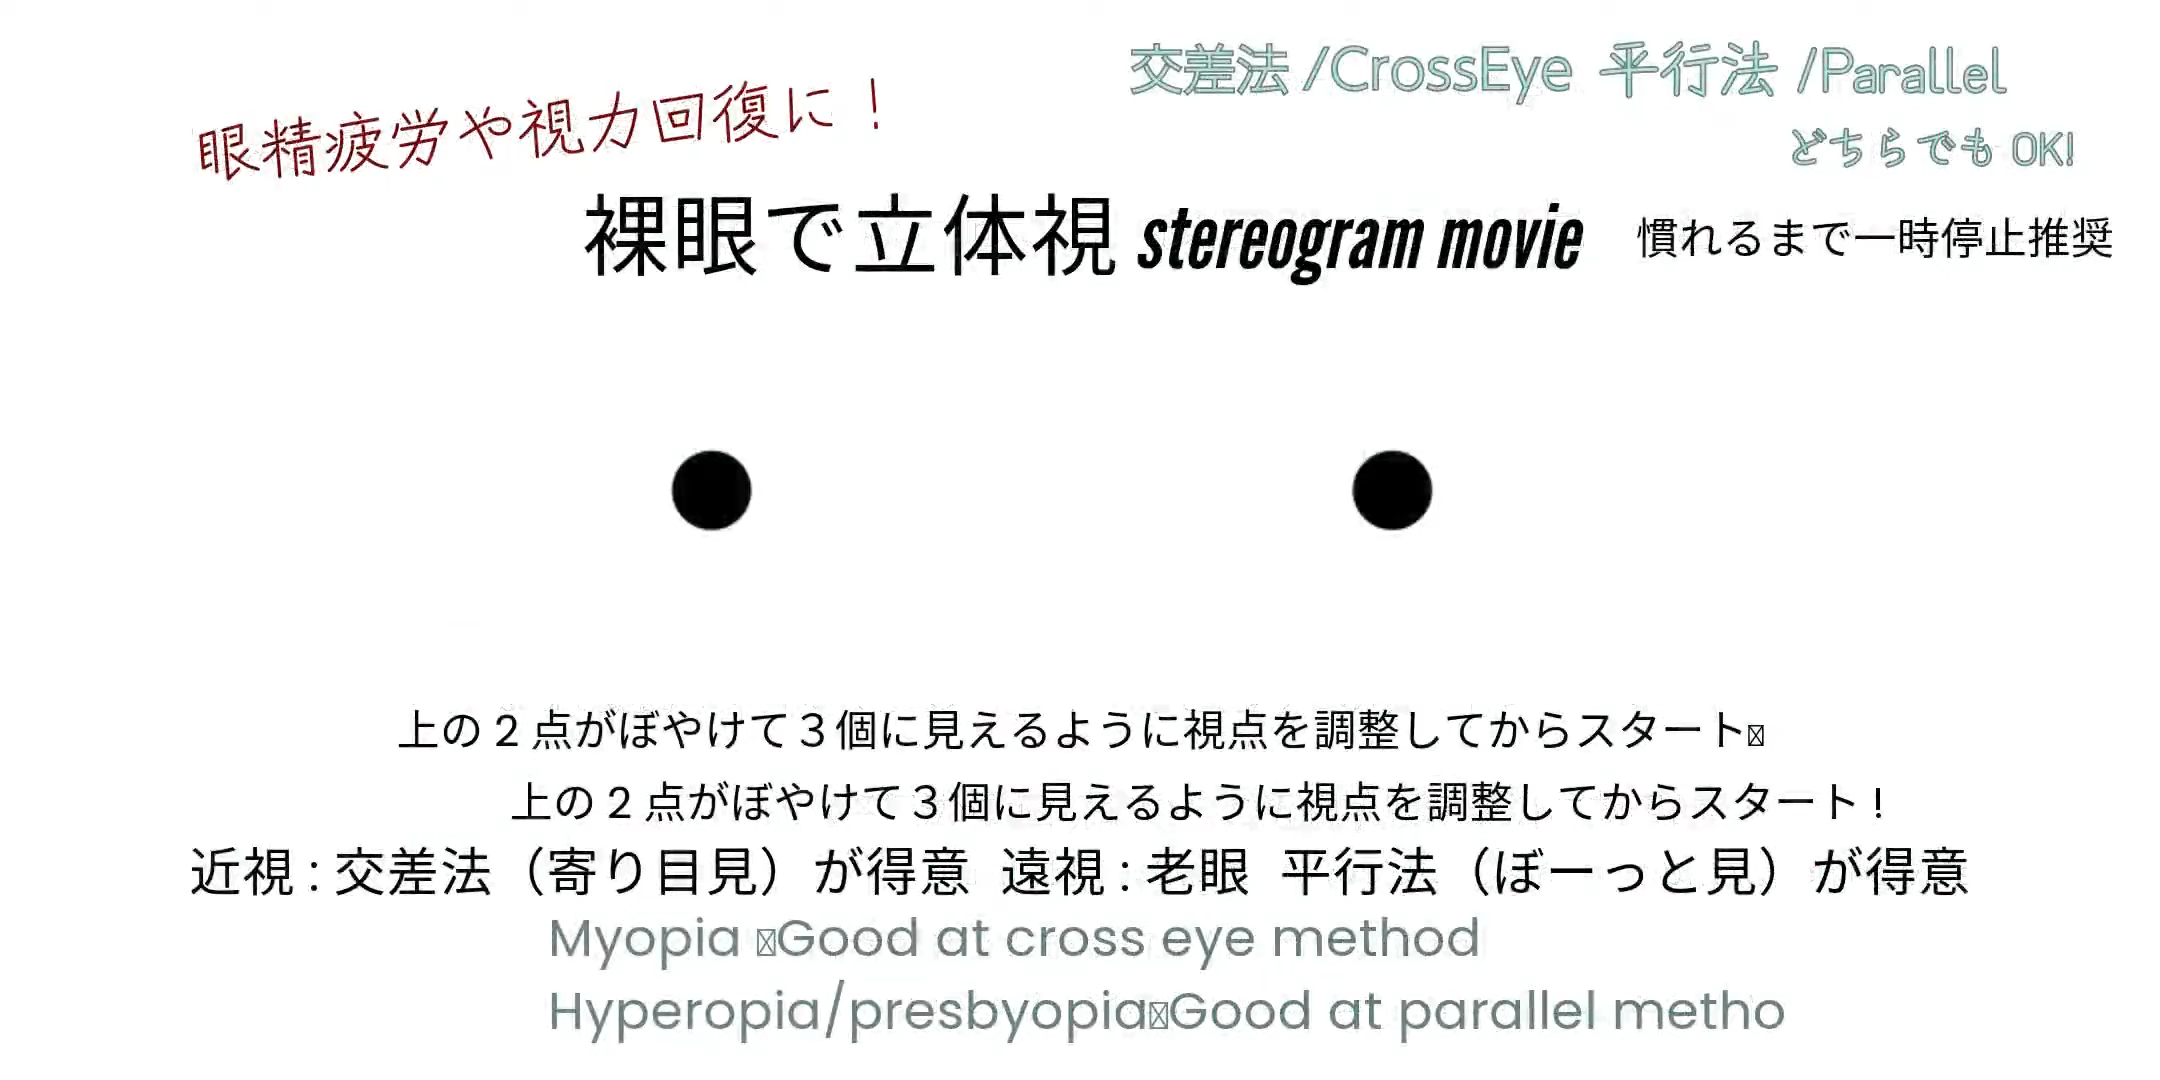 交差法 /CrossEye 平行法 /Parallel
眼精疲労や視力回復に！
どちらでも OK!
裸眼で立体視 stereogram movie 慣れるまで一時停止推奨
上の 2 点がぼやけて３個に見えるように視点を調整してからスタート
上の 2 点がぼやけて３個に見えるように視点を調整してからスタート !
近視 : 交差法（寄り目見）が得意 遠視 : 老眼 平行法（ぼーっと見）が得意
Myopia Good at cross eye method
Hyperopia/presbyopia Good at parallel metho